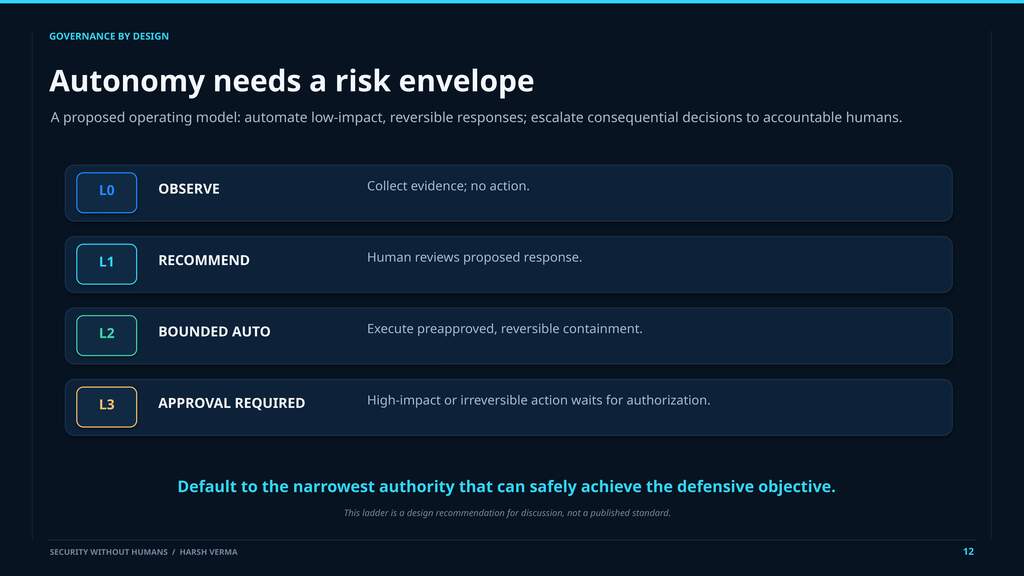 GOVERNANCE BY DESIGN
Autonomy needs a risk envelope
A proposed operating model: automate low-impact, reversible responses; escalate consequential decisions to accountable humans.
L0 OBSERVE Collect evidence; no action.
L1 RECOMMEND Human reviews proposed response.
L2 BOUNDED AUTO Execute preapproved, reversible containment.
L3 APPROVAL REQUIRED High-impact or irreversible action waits for authorization.
Default to the narrowest authority that can safely achieve the defensive objective.
This ladder is a design recommendation for discussion, not a published standard.
SECURITY WITHOUT HUMANS / HARSH VERMA 12